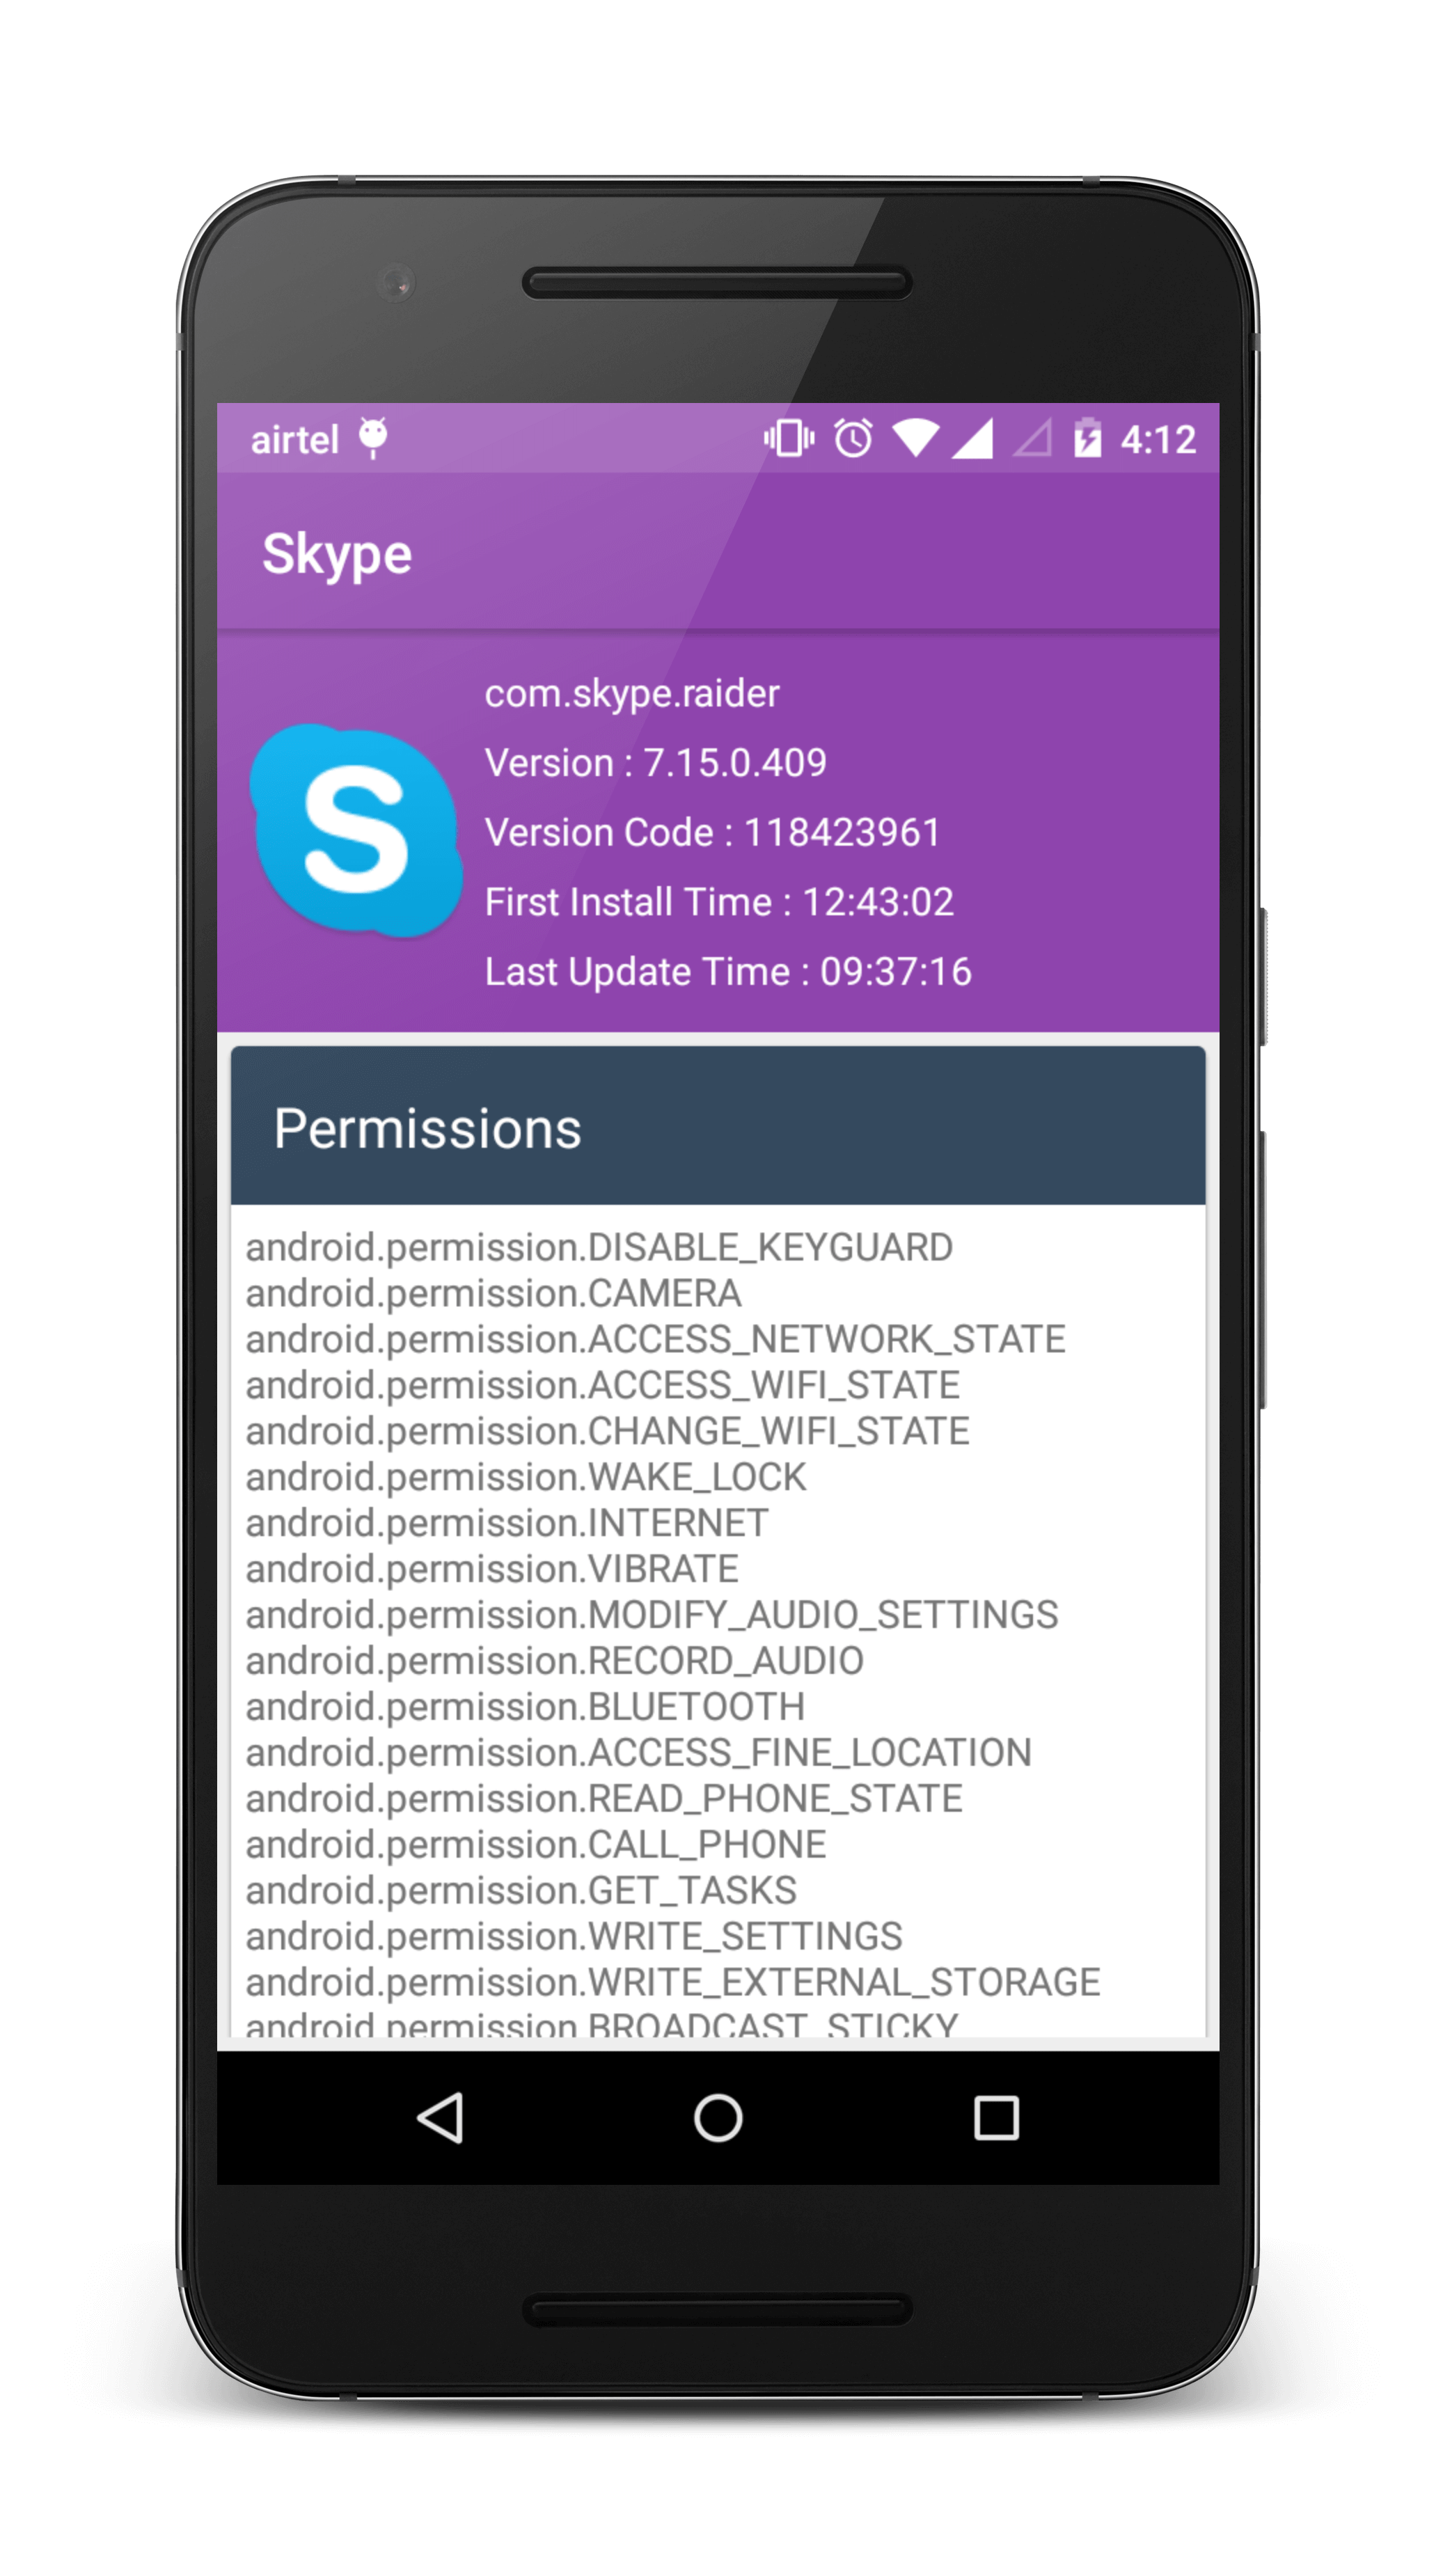 airtel 4:12
Skype
com.skype.raider
S
Version : 7.15.0.409
Version Code : 118423961
First Install Time : 12:43:02
Last Update Time : 09:37:16
Permissions
android.permission.DISABLE_KEYGUARD
android.permission.CAMERA
android.permission.ACCESS_NETWORK_STATE
android.permission.ACCESS_WIFI_STATE
android.permission.CHANGE_WIFI_STATE
android.permission.WAKE_LOCK
android.permission.INTERNET
android.permission.VIBRATE
android.permission.MODIFY_AUDIO_SETTINGS
android.permission.RECORD_AUDIO
android.permission.BLUETOOTH
android.permission.ACCESS_FINE_LOCATION
android.permission.READ_PHONE_STATE
android.permission.CALL_PHONE
android.permission.GET_TASKS
android.permission.WRITE_SETTINGS
android.permission.WRITE_EXTERNAL_STORAGE
android.permission.BROADCAST_STICKY